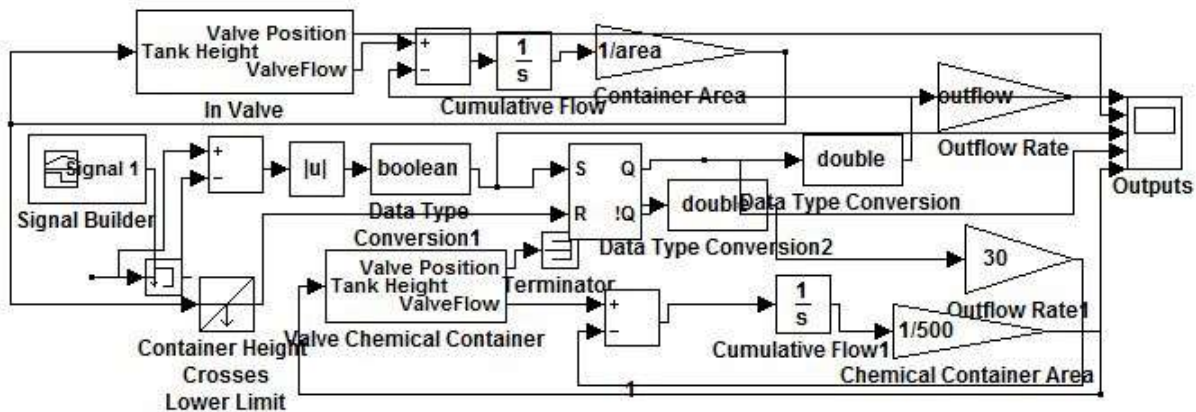 Valve Position
Tank Height
ValveFlow
In Valve
+
−
1
s
Cumulative Flow
1/area
Container Area
outflow
Outflow Rate
Outputs
Signal 1
Signal Builder
+
−
|u|
boolean
Data Type
Conversion1
S Q
R !Q
double
Data Type Conversion
double
Data Type Conversion2
Container Height
Crosses
Lower Limit
Valve Position
Tank Height
ValveFlow
Valve Chemical Container
Terminator
+
−
1
s
Cumulative Flow1
1/500
Chemical Container Area
30
Outflow Rate1
1